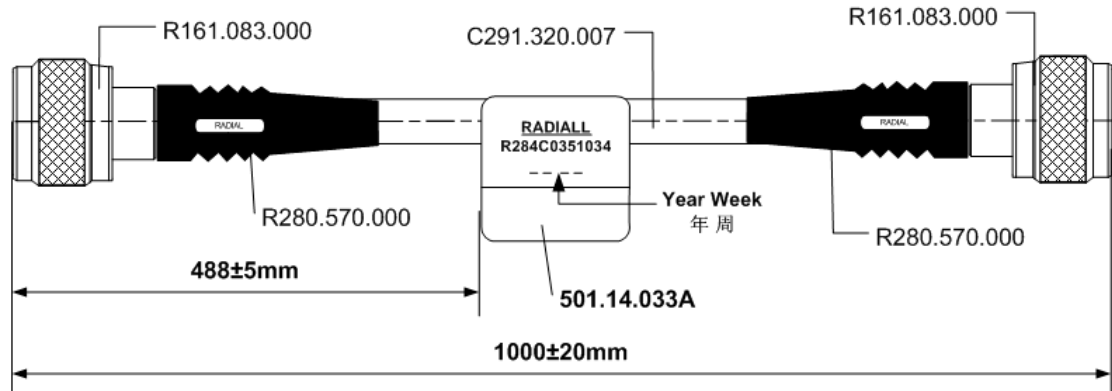 R161.083.000
C291.320.007
R161.083.000
RADIAL
RADIALL
R284C0351034
RADIAL
Year Week
年 周
R280.570.000
R280.570.000
488±5mm
501.14.033A
1000±20mm